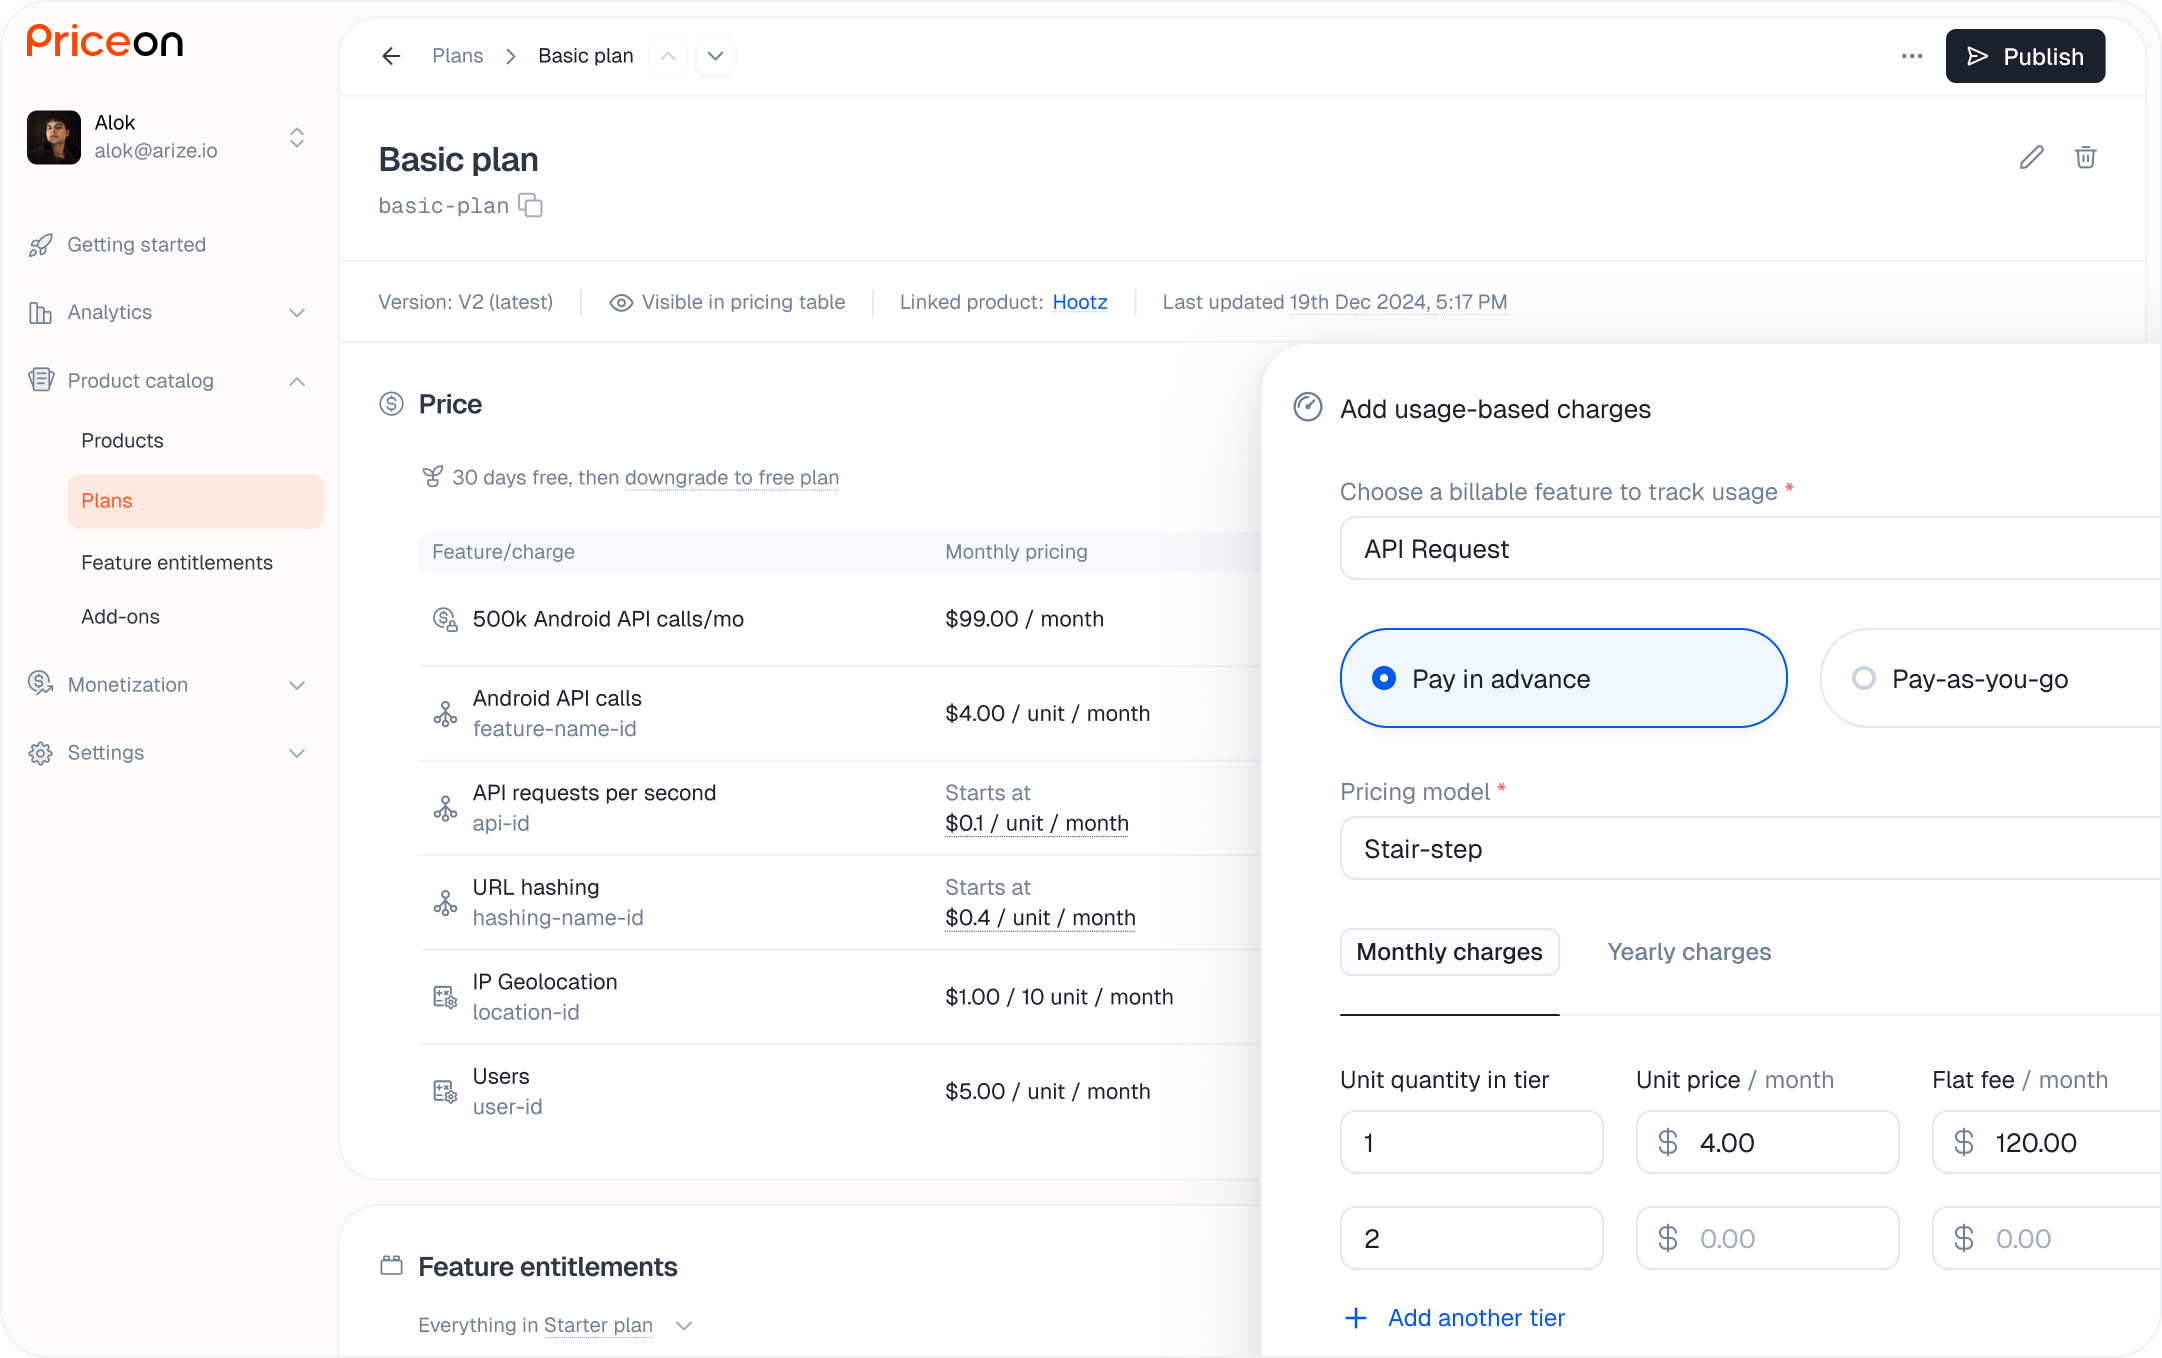 Priceon
Alok
alok@arize.io
Getting started
Analytics
Product catalog
Products
Plans
Feature entitlements
Add-ons
Monetization
Settings
Plans
Basic plan
Publish
Basic plan
basic-plan
Version: V2 (latest)
Visible in pricing table
Linked product: Hootz
Last updated 19th Dec 2024, 5:17 PM
Price
30 days free, then downgrade to free plan
Feature/charge
Monthly pricing
500k Android API calls/mo
$99.00 / month
Android API calls
feature-name-id
$4.00 / unit / month
API requests per second
api-id
Starts at
$0.1 / unit / month
URL hashing
hashing-name-id
Starts at
$0.4 / unit / month
IP Geolocation
location-id
$1.00 / 10 unit / month
Users
user-id
$5.00 / unit / month
Feature entitlements
Everything in Starter plan
Add usage-based charges
Choose a billable feature to track usage *
API Request
Pay in advance
Pay-as-you-go
Pricing model *
Stair-step
Monthly charges
Yearly charges
Unit quantity in tier
Unit price / month
Flat fee / month
1
$ 4.00
$ 120.00
2
$ 0.00
$ 0.00
+ Add another tier